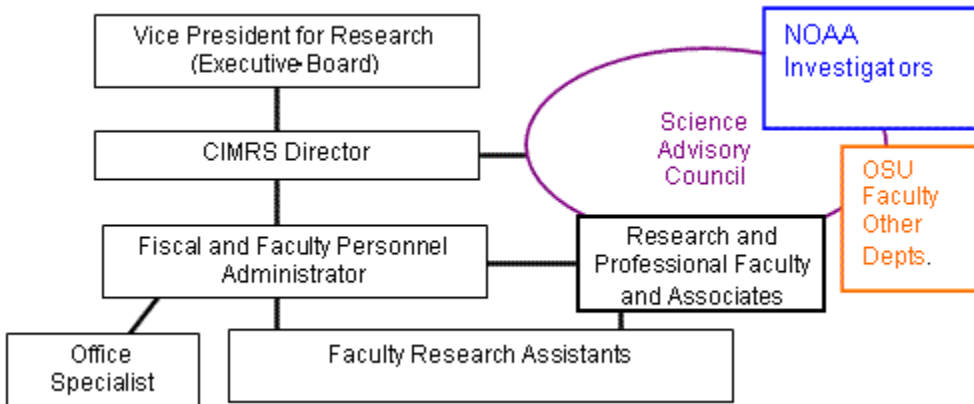 Vice President for Research
(Executive-Board)
NOAA
Investigators
CIMRS Director
Science
Advisory
Council
OSU
Faculty
Other
Depts.
Fiscal and Faculty Personnel
Administrator
Research and
Professional Faculty
and Associates
Office
Specialist
Faculty Research Assistants